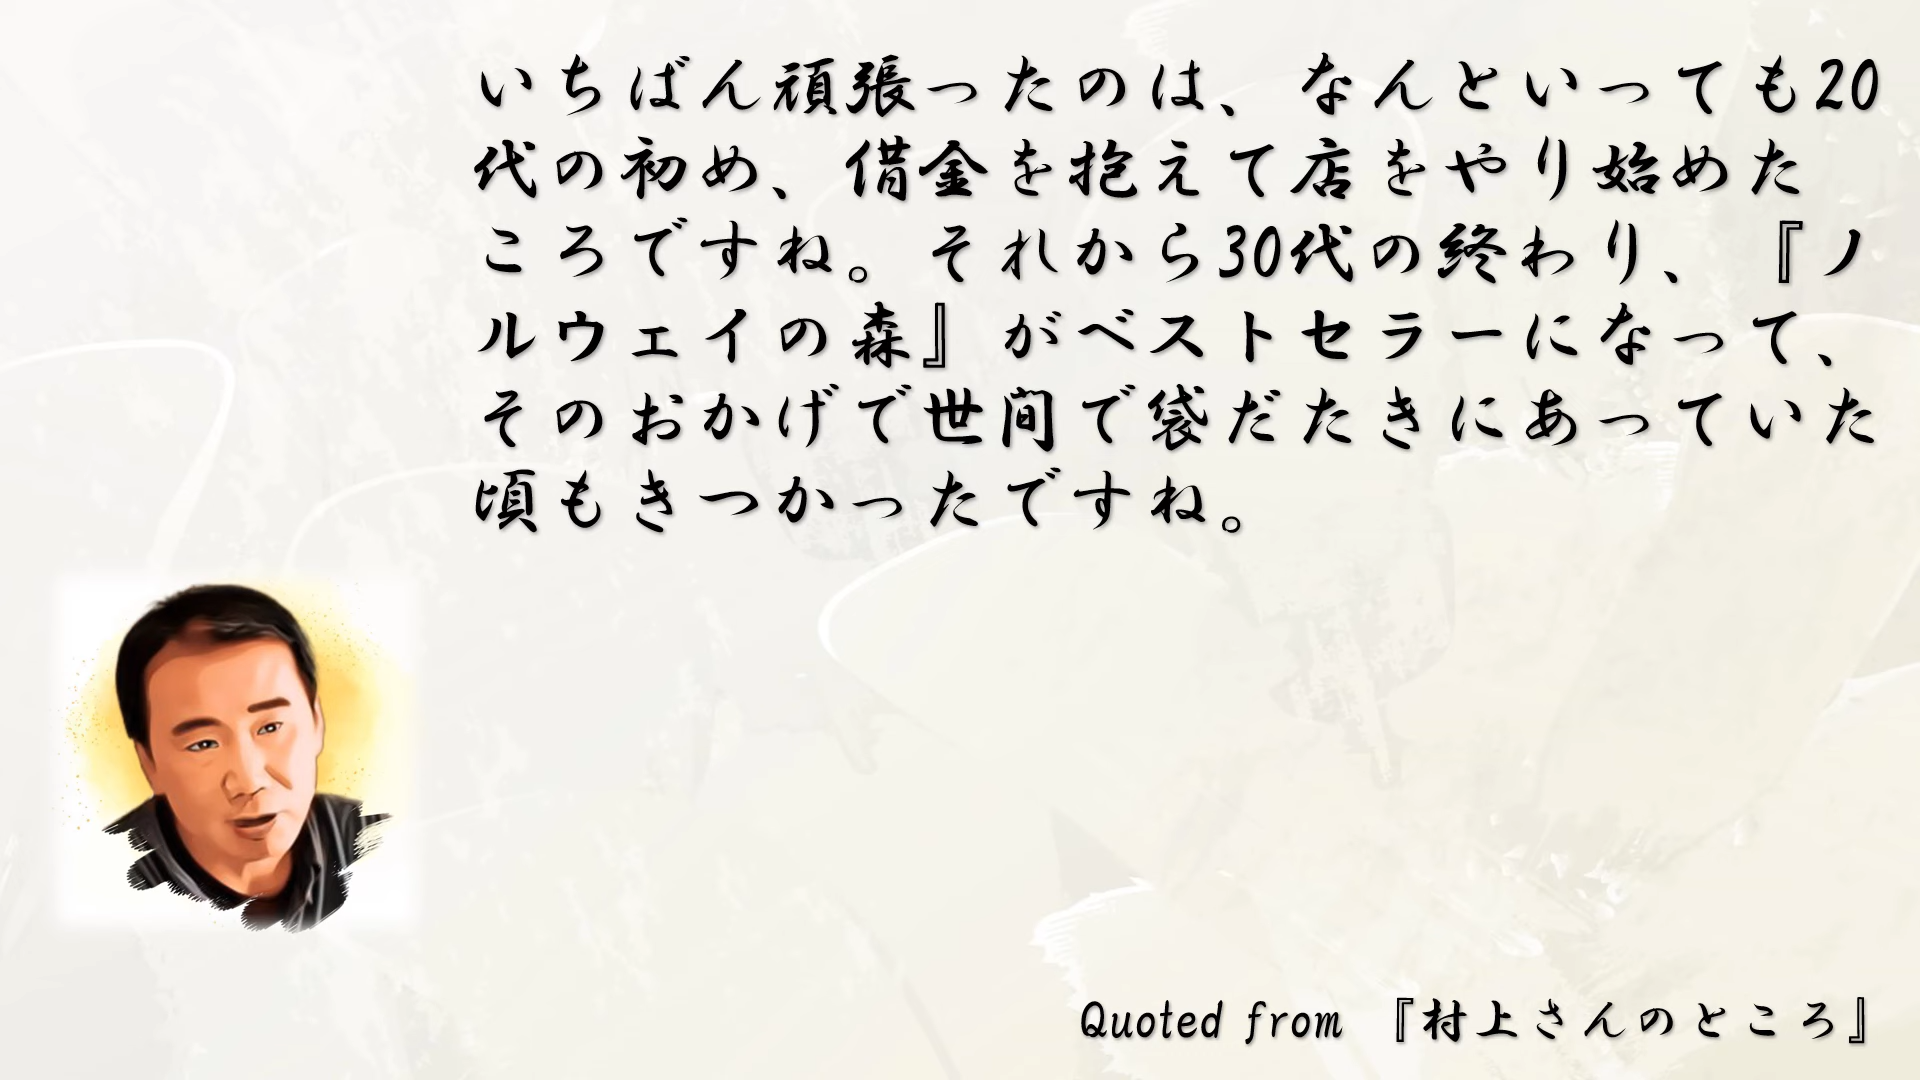 いちばん頑張ったのは、なんといっても20
代の初め、借金を抱えて店をやり始めた
ころですね。それから30代の終わり、『ノ
ルウェイの森』がベストセラーになって、
そのおかげで世間で袋だたきにあっていた
頃もきつかったですね。
Quoted from 『村上さんのところ』